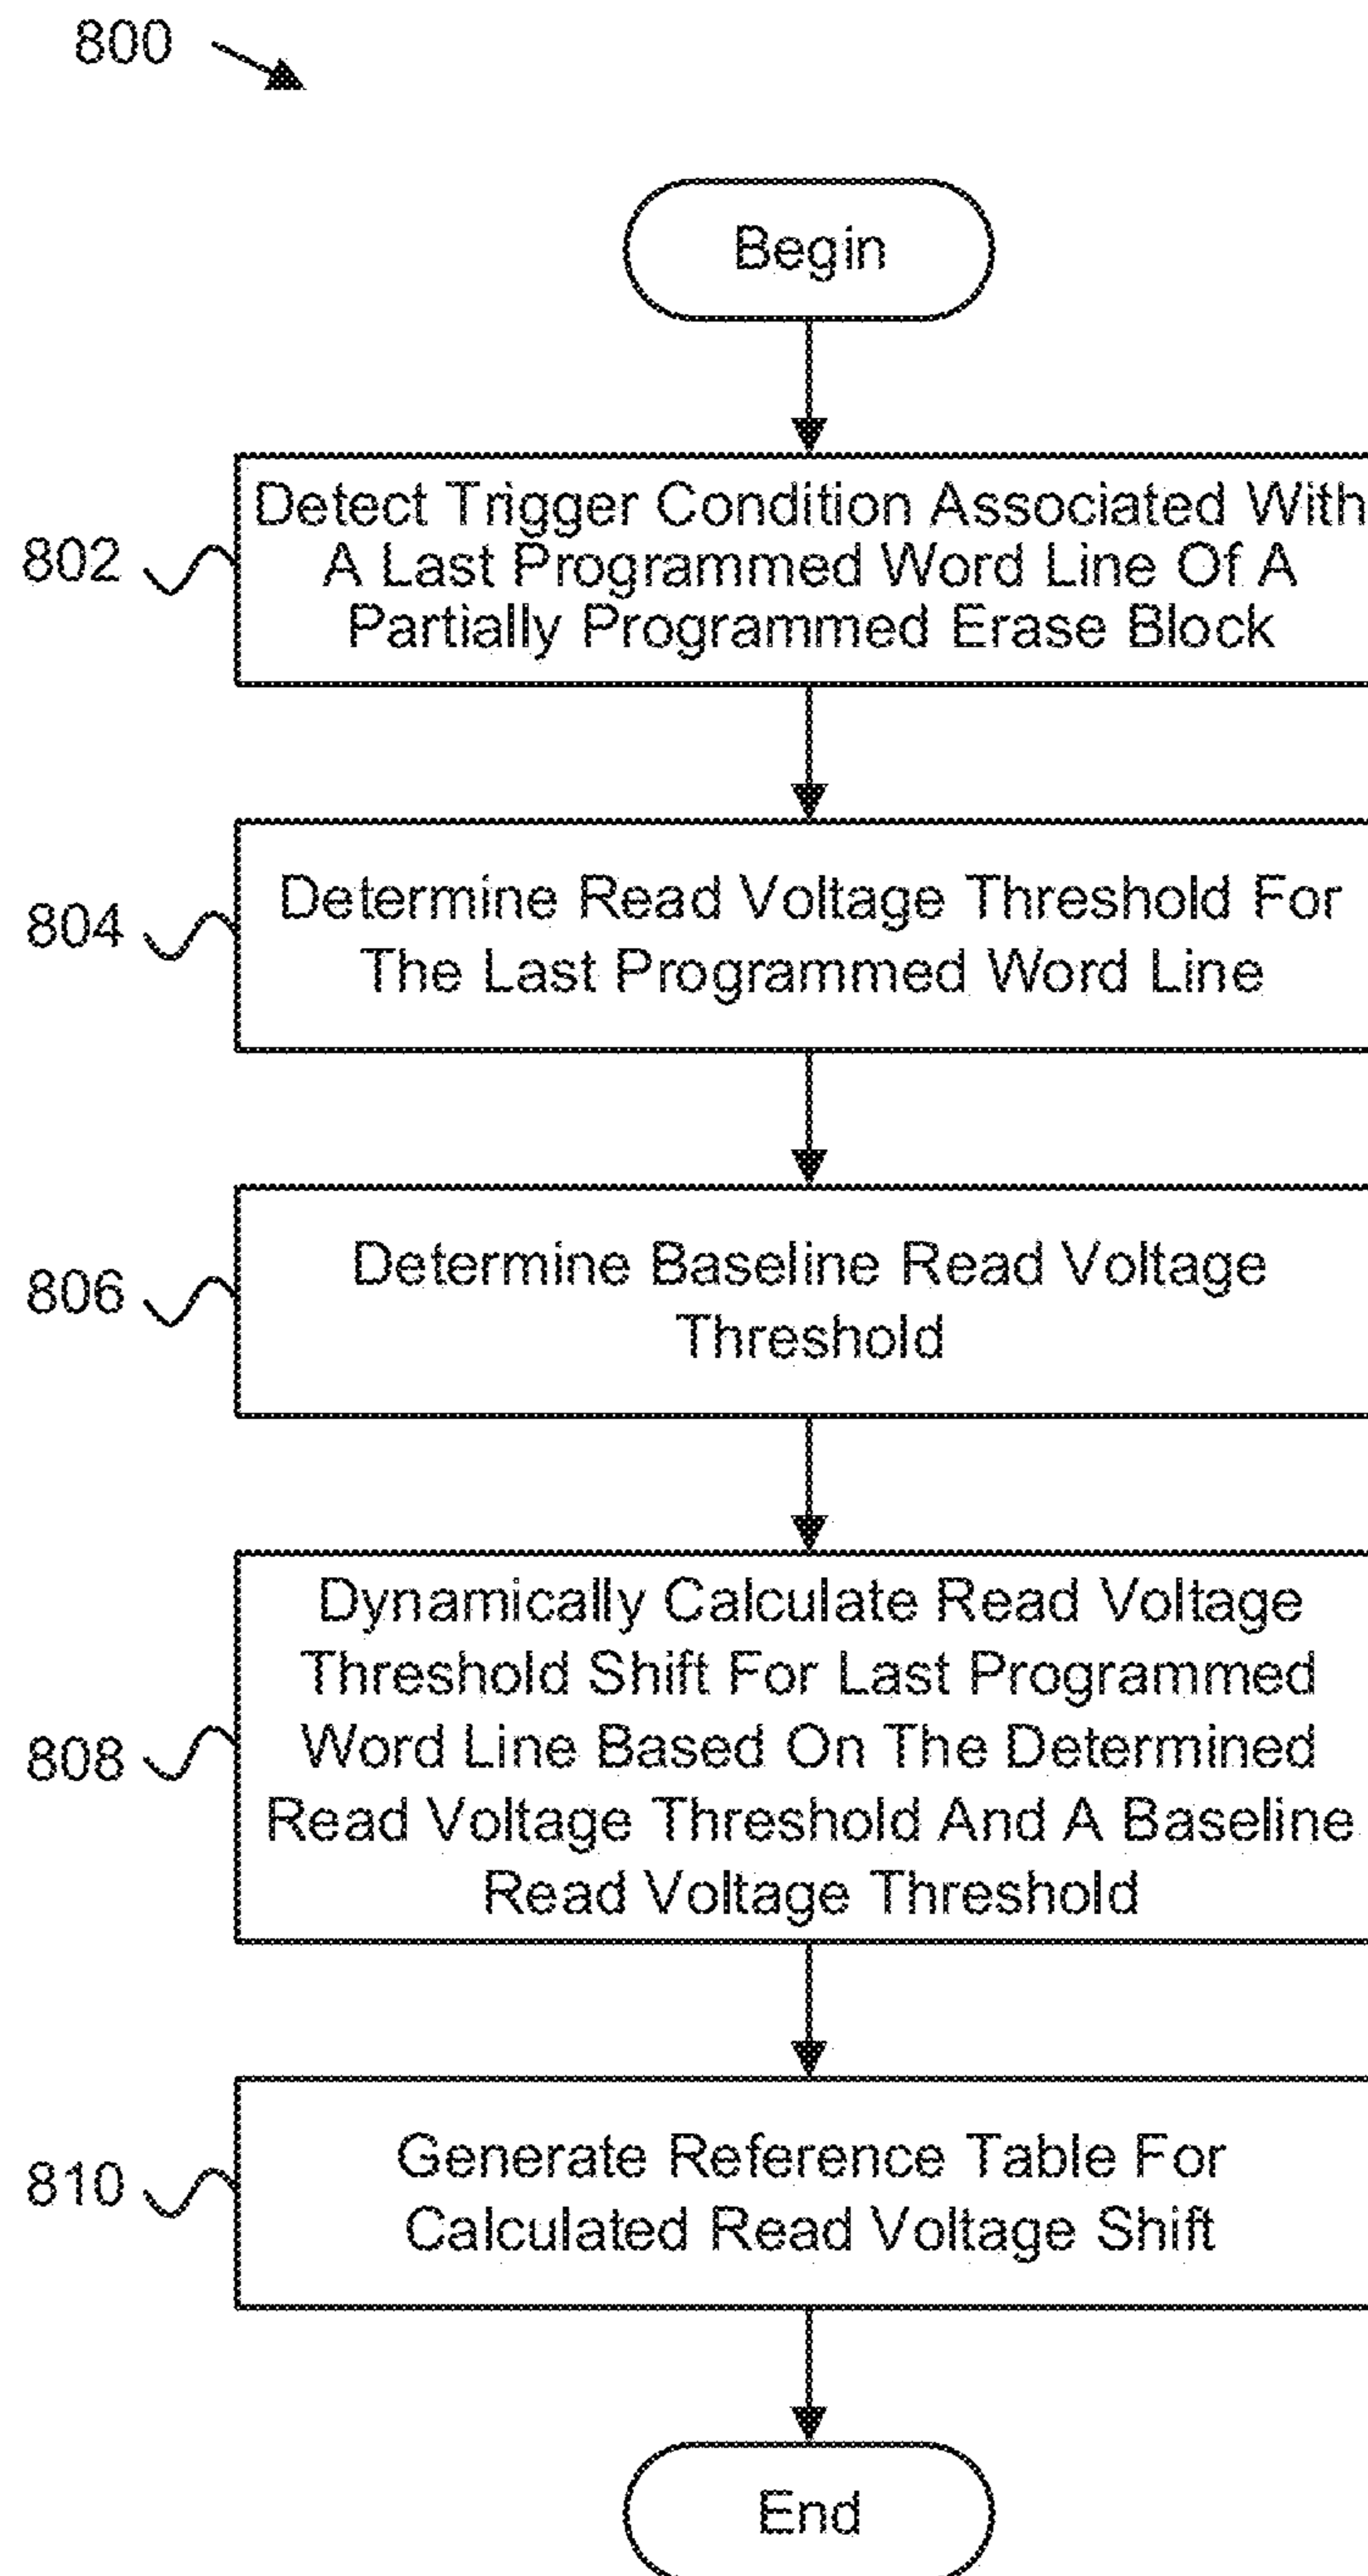 800
Begin
802
Detect Trigger Condition Associated With
A Last Programmed Word Line Of A
Partially Programmed Erase Block
804
Determine Read Voltage Threshold For
The Last Programmed Word Line
806
Determine Baseline Read Voltage
Threshold
808
Dynamically Calculate Read Voltage
Threshold Shift For Last Programmed
Word Line Based On The Determined
Read Voltage Threshold And A Baseline
Read Voltage Threshold
810
Generate Reference Table For
Calculated Read Voltage Shift
End